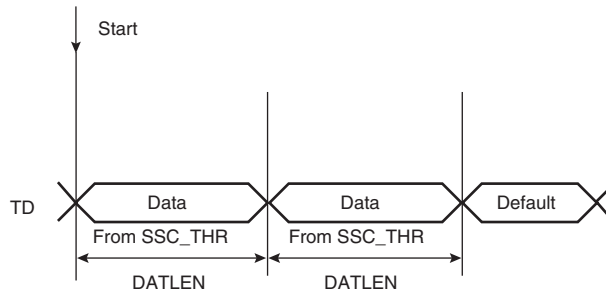 Start
TD
Data
Data
Default
From SSC_THR
From SSC_THR
DATLEN
DATLEN